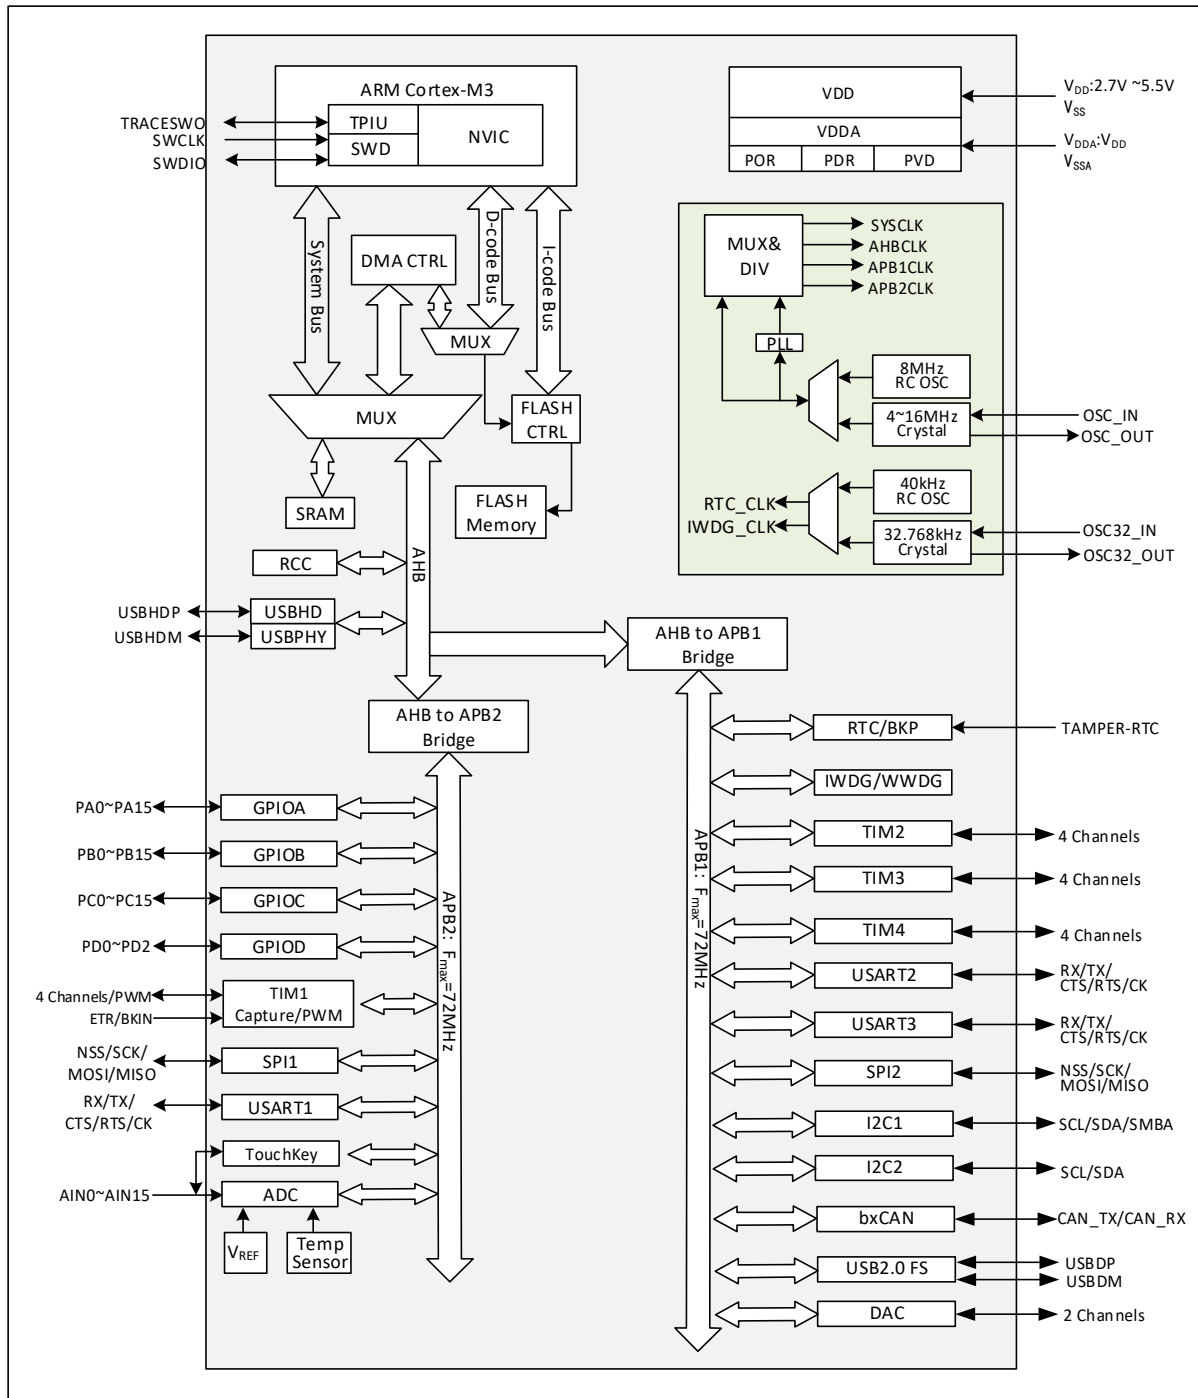 ARM Cortex-M3
TPIU
NVIC
SWD
TRACESWO
SWCLK
SWDIO
VDD
VDDA
POR
PDR
PVD
VDD:2.7V ~5.5V
VSS
VDDA:VDD
VSSA
System Bus
DMA CTRL
D-code Bus
I-code Bus
MUX
MUX
FLASH
CTRL
SRAM
FLASH
Memory
MUX&
DIV
SYSCLK
AHBCLK
APB1CLK
APB2CLK
PLL
8MHz
RC OSC
4~16MHz
Crystal
OSC_IN
OSC_OUT
40kHz
RC OSC
RTC_CLK
IWDG_CLK
32.768kHz
Crystal
OSC32_IN
OSC32_OUT
RCC
AHB
USBHDP
USBHD
USBHDM
USBPHY
AHB to APB1
Bridge
AHB to APB2
Bridge
PA0~PA15
GPIOA
PB0~PB15
GPIOB
PC0~PC15
GPIOC
PD0~PD2
GPIOD
4 Channels/PWM
ETR/BKIN
TIM1
Capture/PWM
NSS/SCK/
MOSI/MISO
SPI1
RX/TX/
CTS/RTS/CK
USART1
TouchKey
AIN0~AIN15
ADC
VREF
Temp
Sensor
APB2: Fmax=72MHz
APB1: Fmax=72MHz
RTC/BKP
TAMPER-RTC
IWDG/WWDG
TIM2
4 Channels
TIM3
4 Channels
TIM4
4 Channels
USART2
RX/TX/
CTS/RTS/CK
USART3
RX/TX/
CTS/RTS/CK
SPI2
NSS/SCK/
MOSI/MISO
I2C1
SCL/SDA/SMBA
I2C2
SCL/SDA
bxCAN
CAN_TX/CAN_RX
USB2.0 FS
USBDP
USBDM
DAC
2 Channels